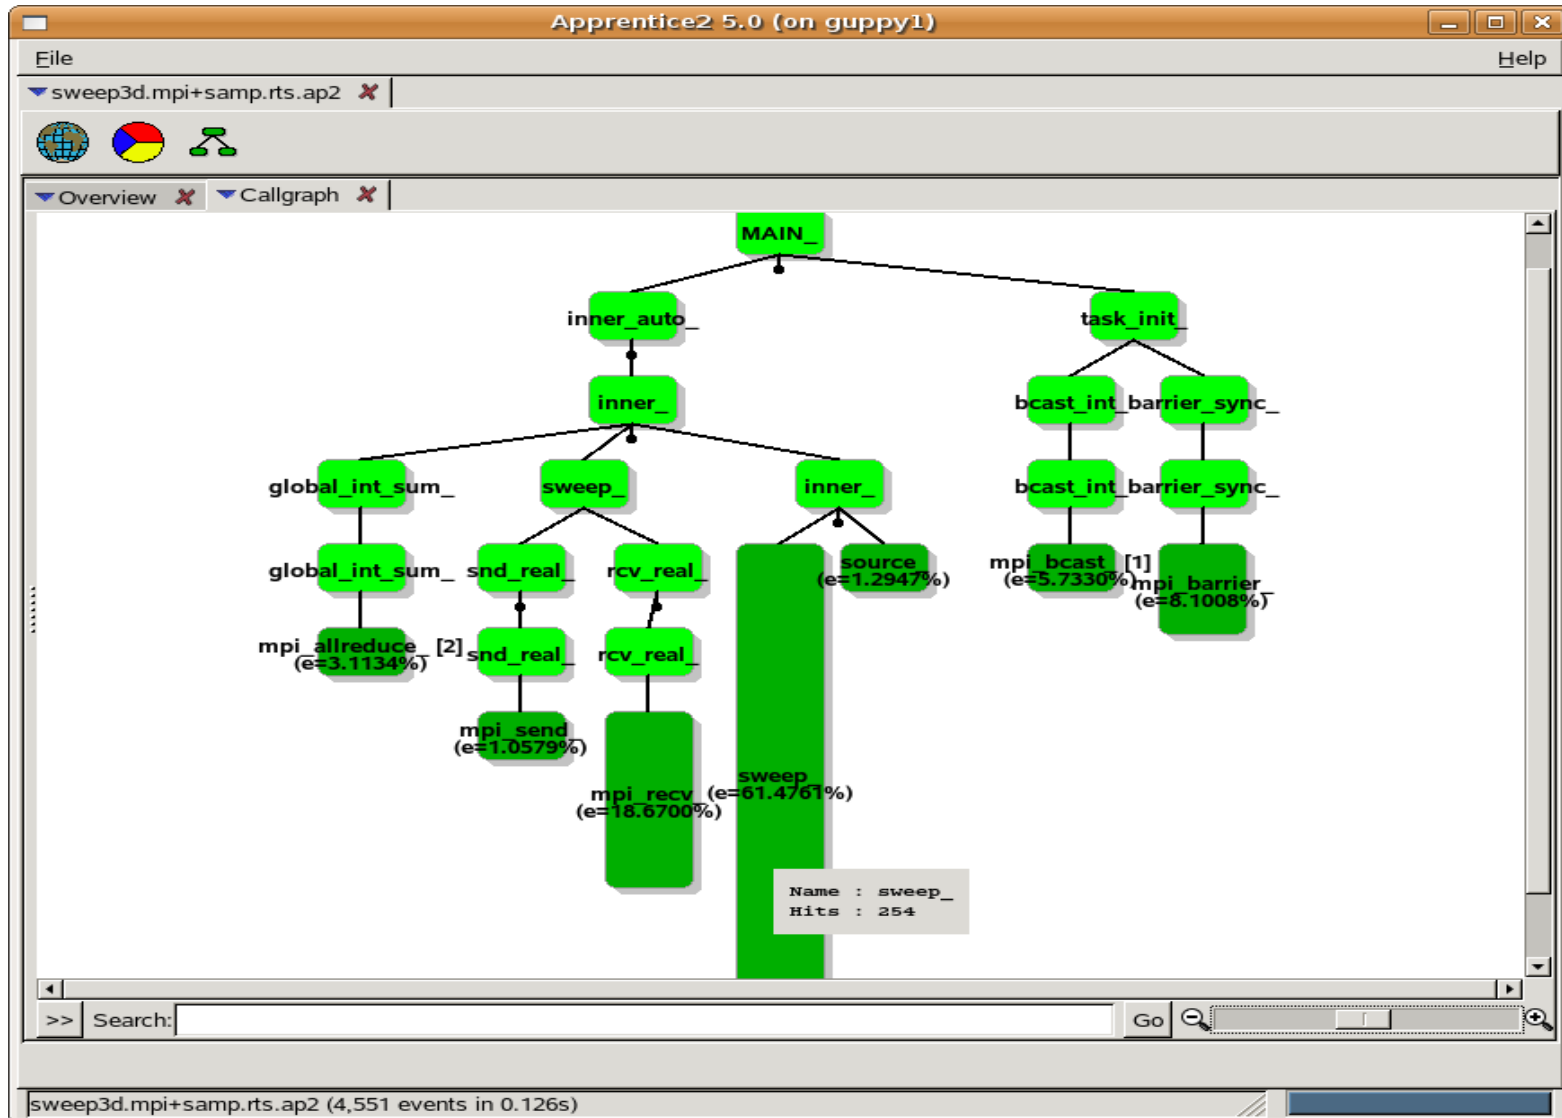 Apprentice2 5.0 (on guppy1)
File Help
sweep3d.mpi+samp.rts.ap2
Overview Callgraph
MAIN_
inner_auto_ task_init_
inner_ bcast_int_ barrier_sync_
global_int_sum_ sweep_ inner_ bcast_int_ barrier_sync_
global_int_sum_ snd_real_ rcv_real_ source_ mpi_bcast_ [1] mpi_barrier_
(e=1.2947%) (e=5.7330%) (e=8.1008%)
mpi_allreduce_ [2] snd_real_ rcv_real_
(e=3.1134%)
mpi_send_
(e=1.0579%)
mpi_recv_ sweep_
(e=18.6700%) (e=61.4761%)
Name : sweep_
Hits : 254
>> Search: Go
sweep3d.mpi+samp.rts.ap2 (4,551 events in 0.126s)